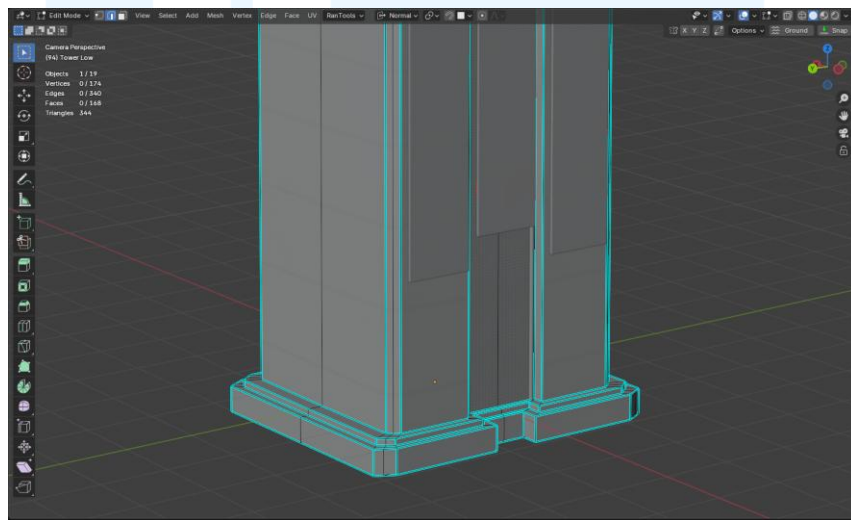 Edit Mode View Select Add Mesh Vertex Edge Face UV RanTools Normal
X Y Z Options Ground Snap
Camera Perspective
(94) Tower Low
Objects 1/19
Vertices 0/174
Edges 0/340
Faces 0/168
Triangles 344
Z
Y